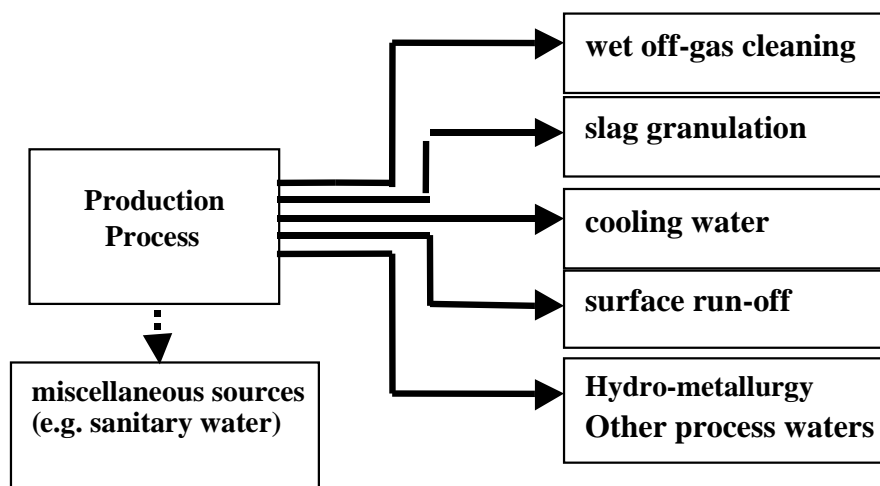 wet off-gas cleaning
slag granulation
Production
Process
cooling water
surface run-off
miscellaneous sources
(e.g. sanitary water)
Hydro-metallurgy
Other process waters